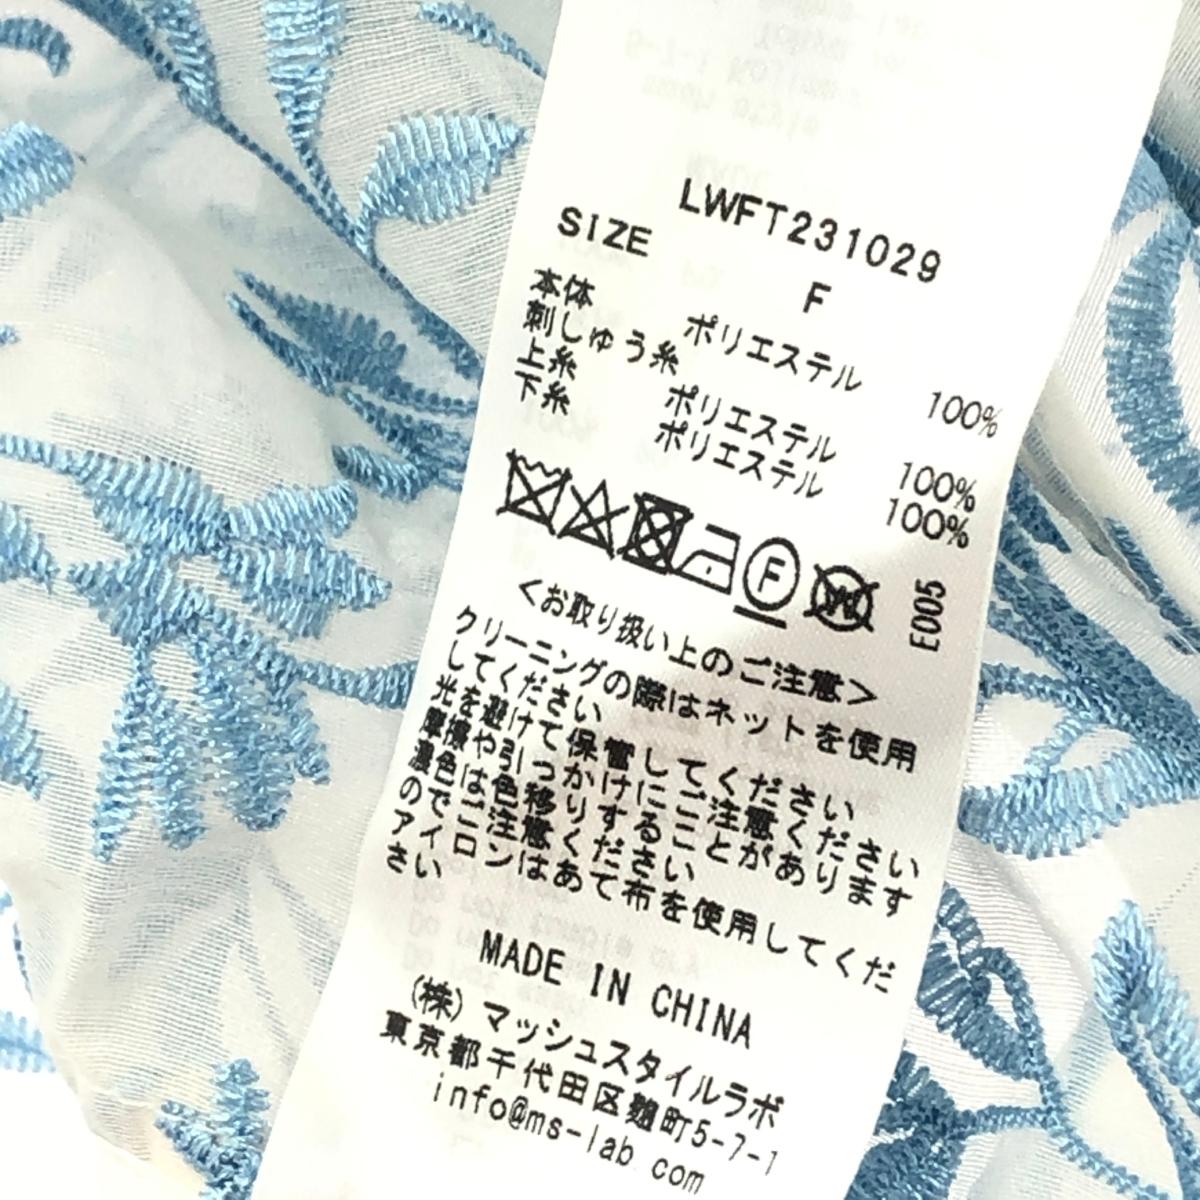 LWFT231029
SIZE F
本体 ポリエステル 100%
刺しゅう糸
上糸 ポリエステル 100%
下糸 ポリエステル 100%
F W E005
<お取り扱い上のご注意>
クリーニングの際はネットを使用
してください
光を避けて保管してください
摩擦や引っかけにご注意ください
濃色は色移りすることがあります
のでご注意ください
アイロンはあて布を使用してくだ
さい
MADE IN CHINA
(株)マッシュスタイルラボ
東京都千代田区麹町5-7-1
info@ms-lab.com